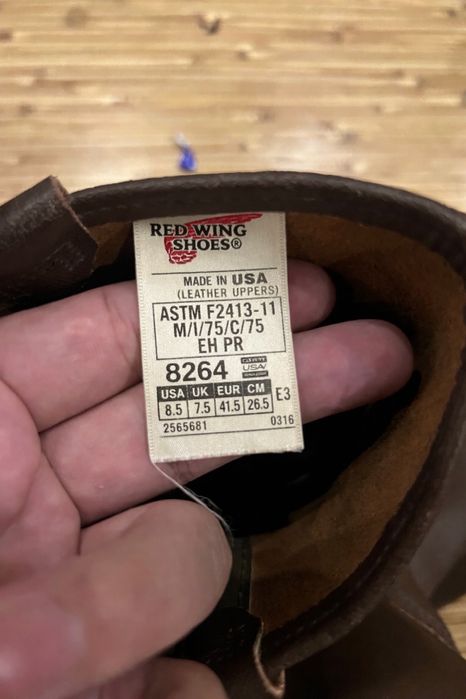 RED WING
SHOES®
MADE IN USA
(LEATHER UPPERS)
ASTM F2413-11
M/I/75/C/75
EH PR
8264
USA
USA UK EUR CM
8.5 7.5 41.5 26.5 E3
2565681 0316